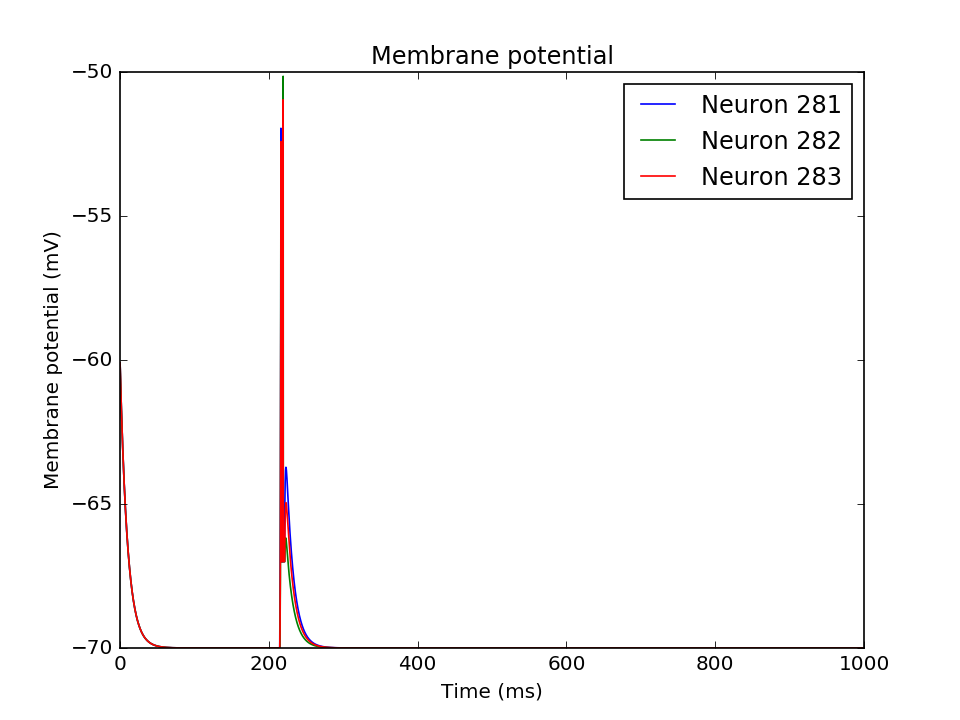 Membrane potential
−50
−55
−60
−65
−70
Membrane potential (mV)
Neuron 281
Neuron 282
Neuron 283
0 200 400 600 800 1000
Time (ms)